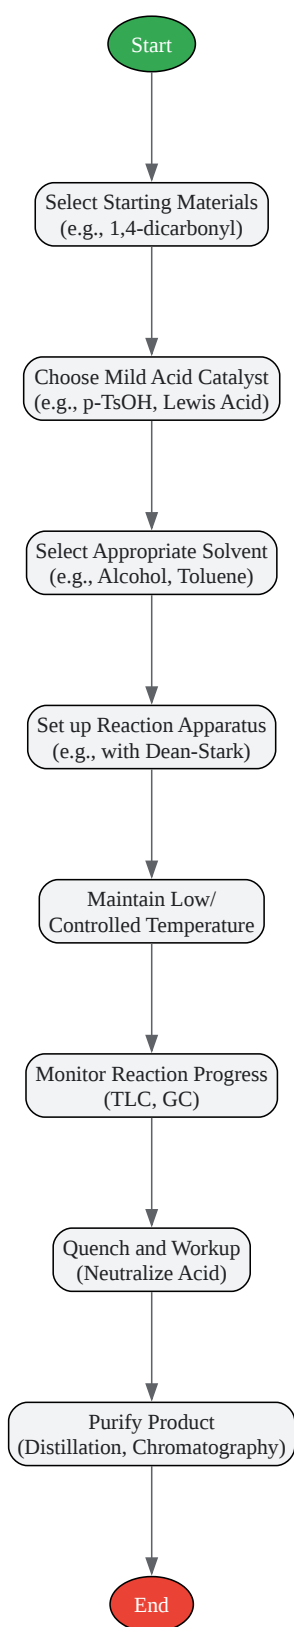 Start
Select Starting Materials
(e.g., 1,4-dicarbonyl)
Choose Mild Acid Catalyst
(e.g., p-TsOH, Lewis Acid)
Select Appropriate Solvent
(e.g., Alcohol, Toluene)
Set up Reaction Apparatus
(e.g., with Dean-Stark)
Maintain Low/
Controlled Temperature
Monitor Reaction Progress
(TLC, GC)
Quench and Workup
(Neutralize Acid)
Purify Product
(Distillation, Chromatography)
End